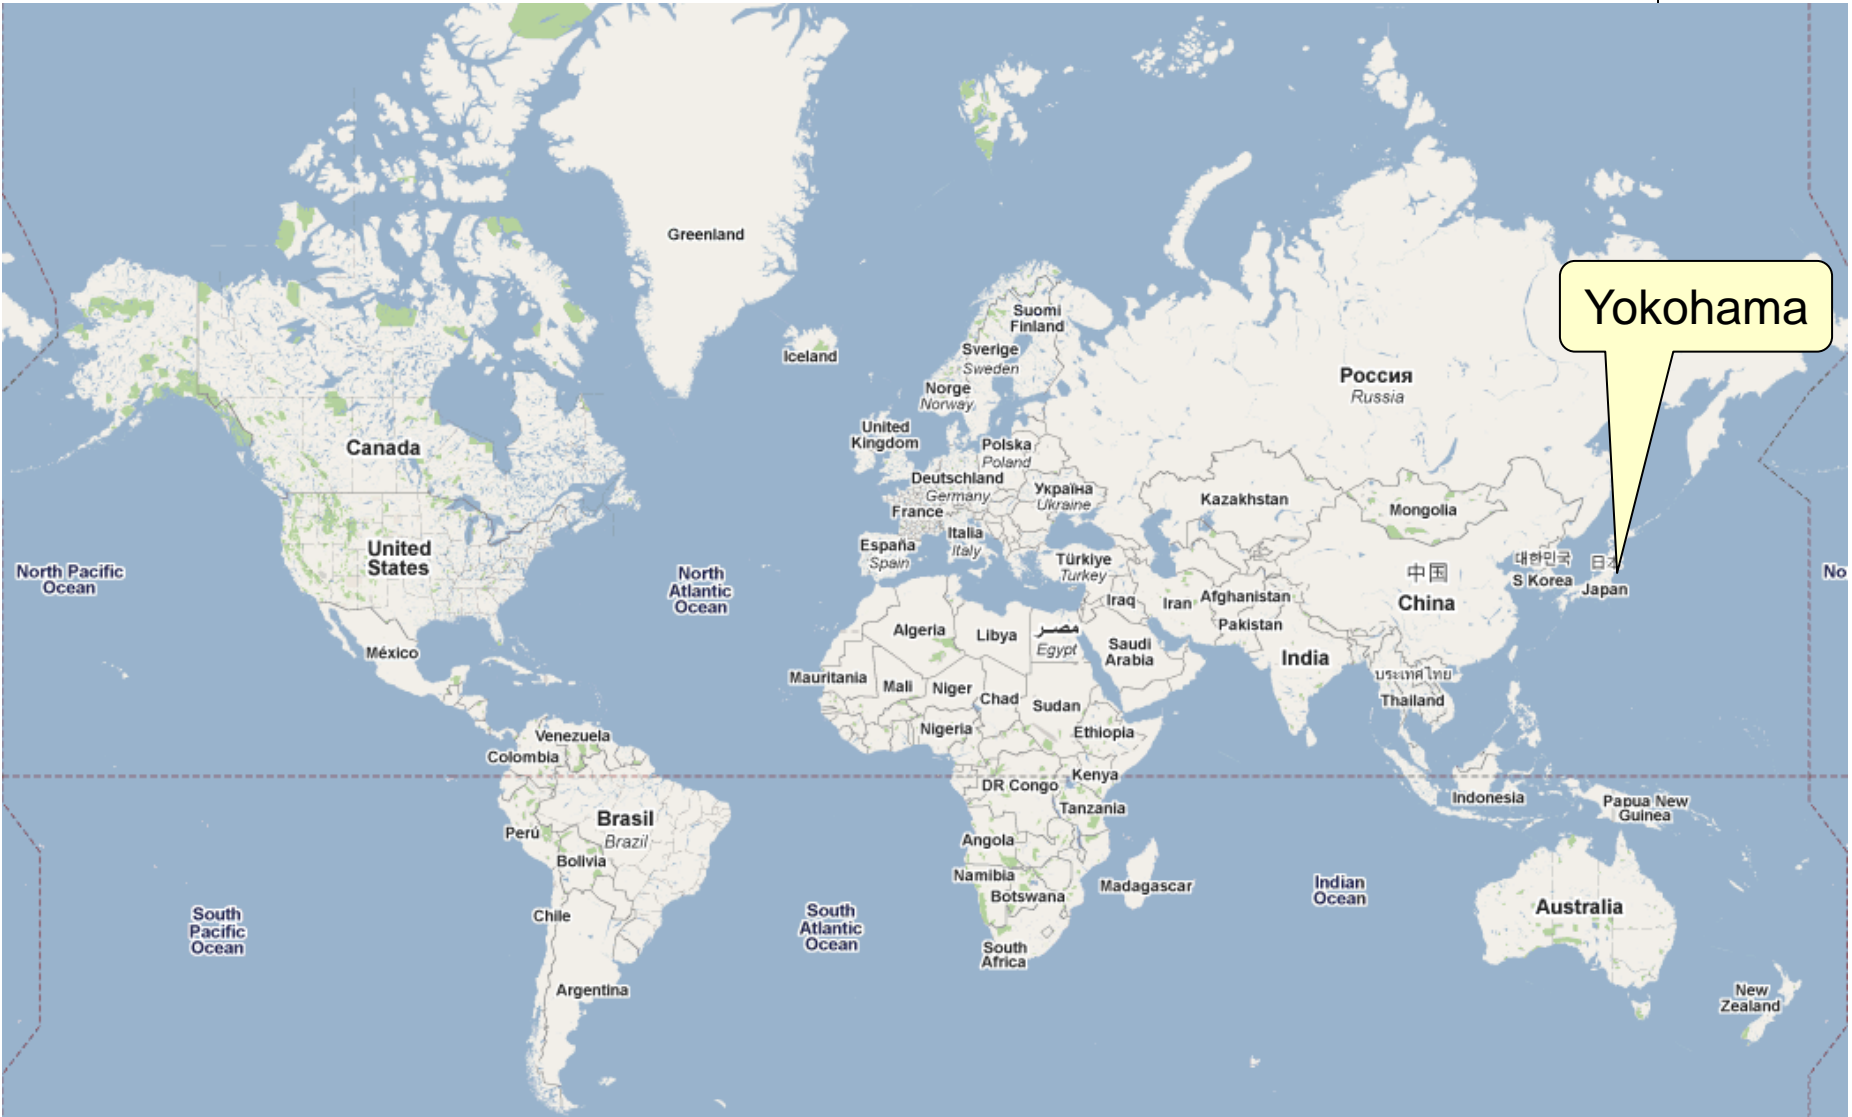 Greenland
Yokohama
Suomi
Finland
Iceland
Sverige
Sweden
Norge
Norway
Россия
Russia
United
Kingdom
Canada
Polska
Poland
Deutschland
Germany
Україна
Ukraine
Kazakhstan
Mongolia
France
Italia
Italy
España
Spain
United
States
Türkiye
Turkey
대한민국
S Korea
日本
Japan
中国
China
North Pacific
Ocean
North
Atlantic
Ocean
No
Iraq
Iran
Afghanistan
Pakistan
Algeria
Libya
مصر
Egypt
Saudi
Arabia
India
México
Mauritania
Mali
Niger
Chad
Sudan
ประเทศไทย
Thailand
Nigeria
Ethiopia
Venezuela
Colombia
DR Congo
Kenya
Tanzania
Indonesia
Papua New
Guinea
Perú
Brasil
Brazil
Bolivia
Angola
Namibia
Botswana
Madagascar
Indian
Ocean
Australia
Chile
South
Pacific
Ocean
South
Atlantic
Ocean
South
Africa
Argentina
New
Zealand